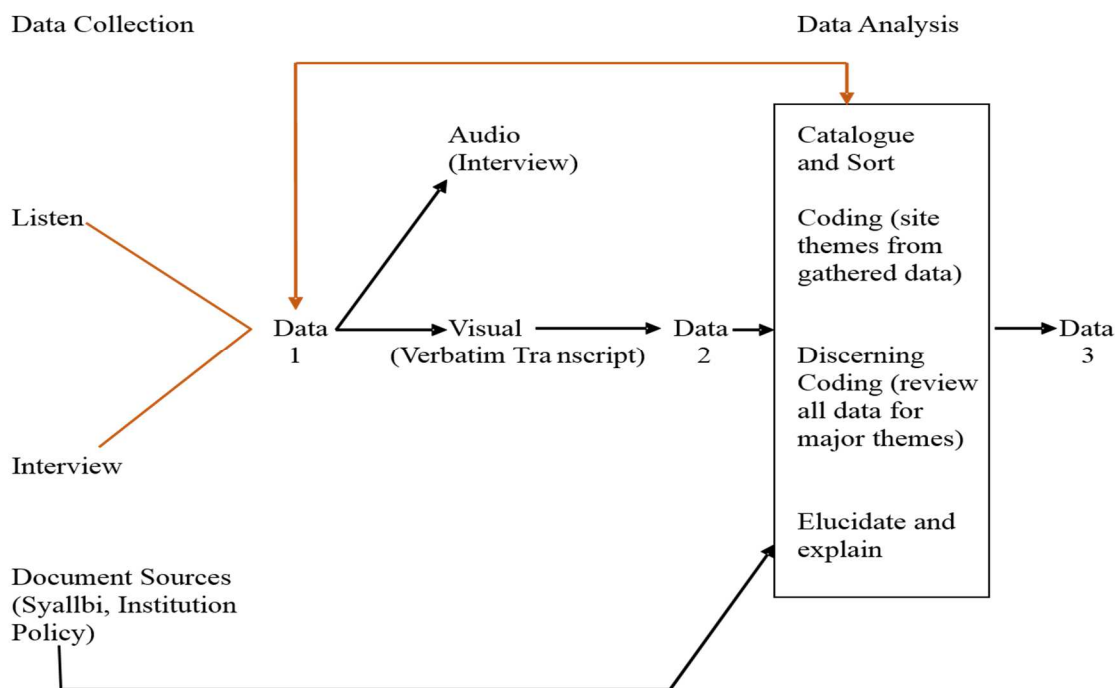 Data Collection
Data Analysis
Audio
(Interview)
Catalogue
and Sort
Listen
Coding (site
themes from
gathered data)
Data
1
Visual
(Verbatim Tra nscript)
Data
2
Data
3
Discerning
Coding (review
all data for
major themes)
Interview
Elucidate and
explain
Document Sources
(Syallbi, Institution
Policy)